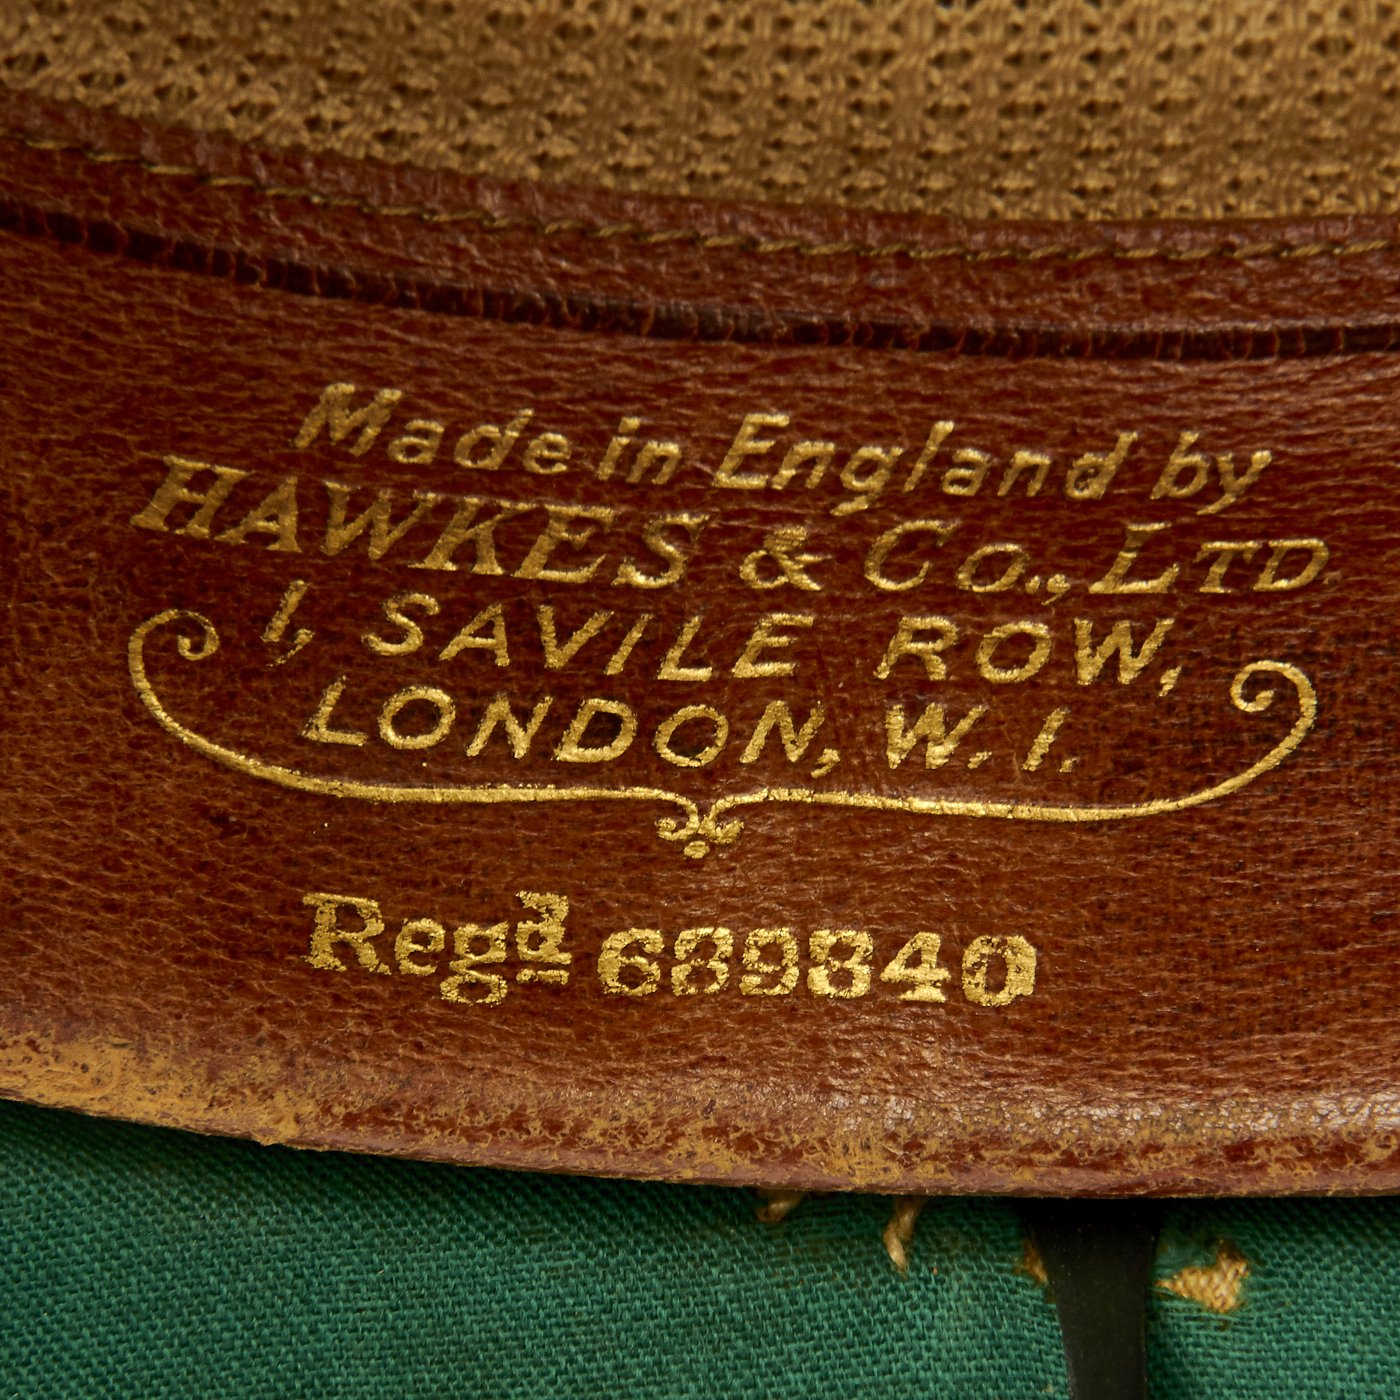 Made in England by
HAWKES & Co., LTD.
1, SAVILE ROW,
LONDON, W. 1.
Regd 689840